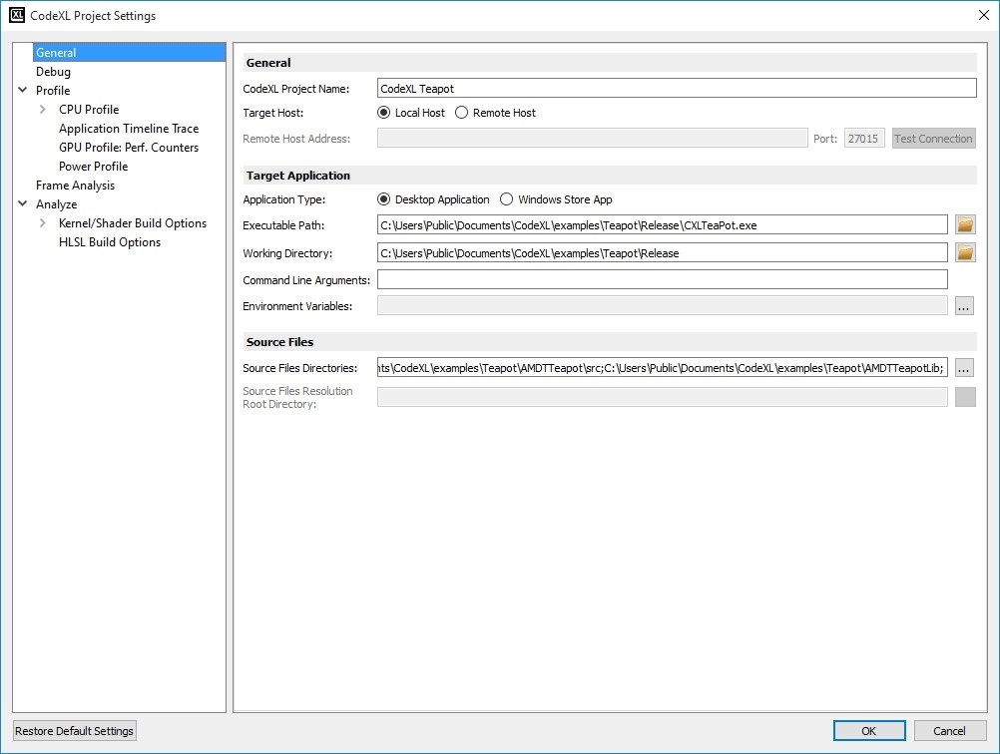 XL CodeXL Project Settings
General
Debug
Profile
CPU Profile
Application Timeline Trace
GPU Profile: Perf. Counters
Power Profile
Frame Analysis
Analyze
Kernel/Shader Build Options
HLSL Build Options
General
CodeXL Project Name: CodeXL Teapot
Target Host: Local Host Remote Host
Remote Host Address: Port: 27015 Test Connection
Target Application
Application Type: Desktop Application Windows Store App
Executable Path: C:\Users\Public\Documents\CodeXL\examples\Teapot\Release\CXLTeaPot.exe
Working Directory: C:\Users\Public\Documents\CodeXL\examples\Teapot\Release
Command Line Arguments:
Environment Variables: ...
Source Files
Source Files Directories: nts\CodeXL\examples\Teapot\AMDTTeapot\src;C:\Users\Public\Documents\CodeXL\examples\Teapot\AMDTTeapotLib; ...
Source Files Resolution
Root Directory:
Restore Default Settings OK Cancel